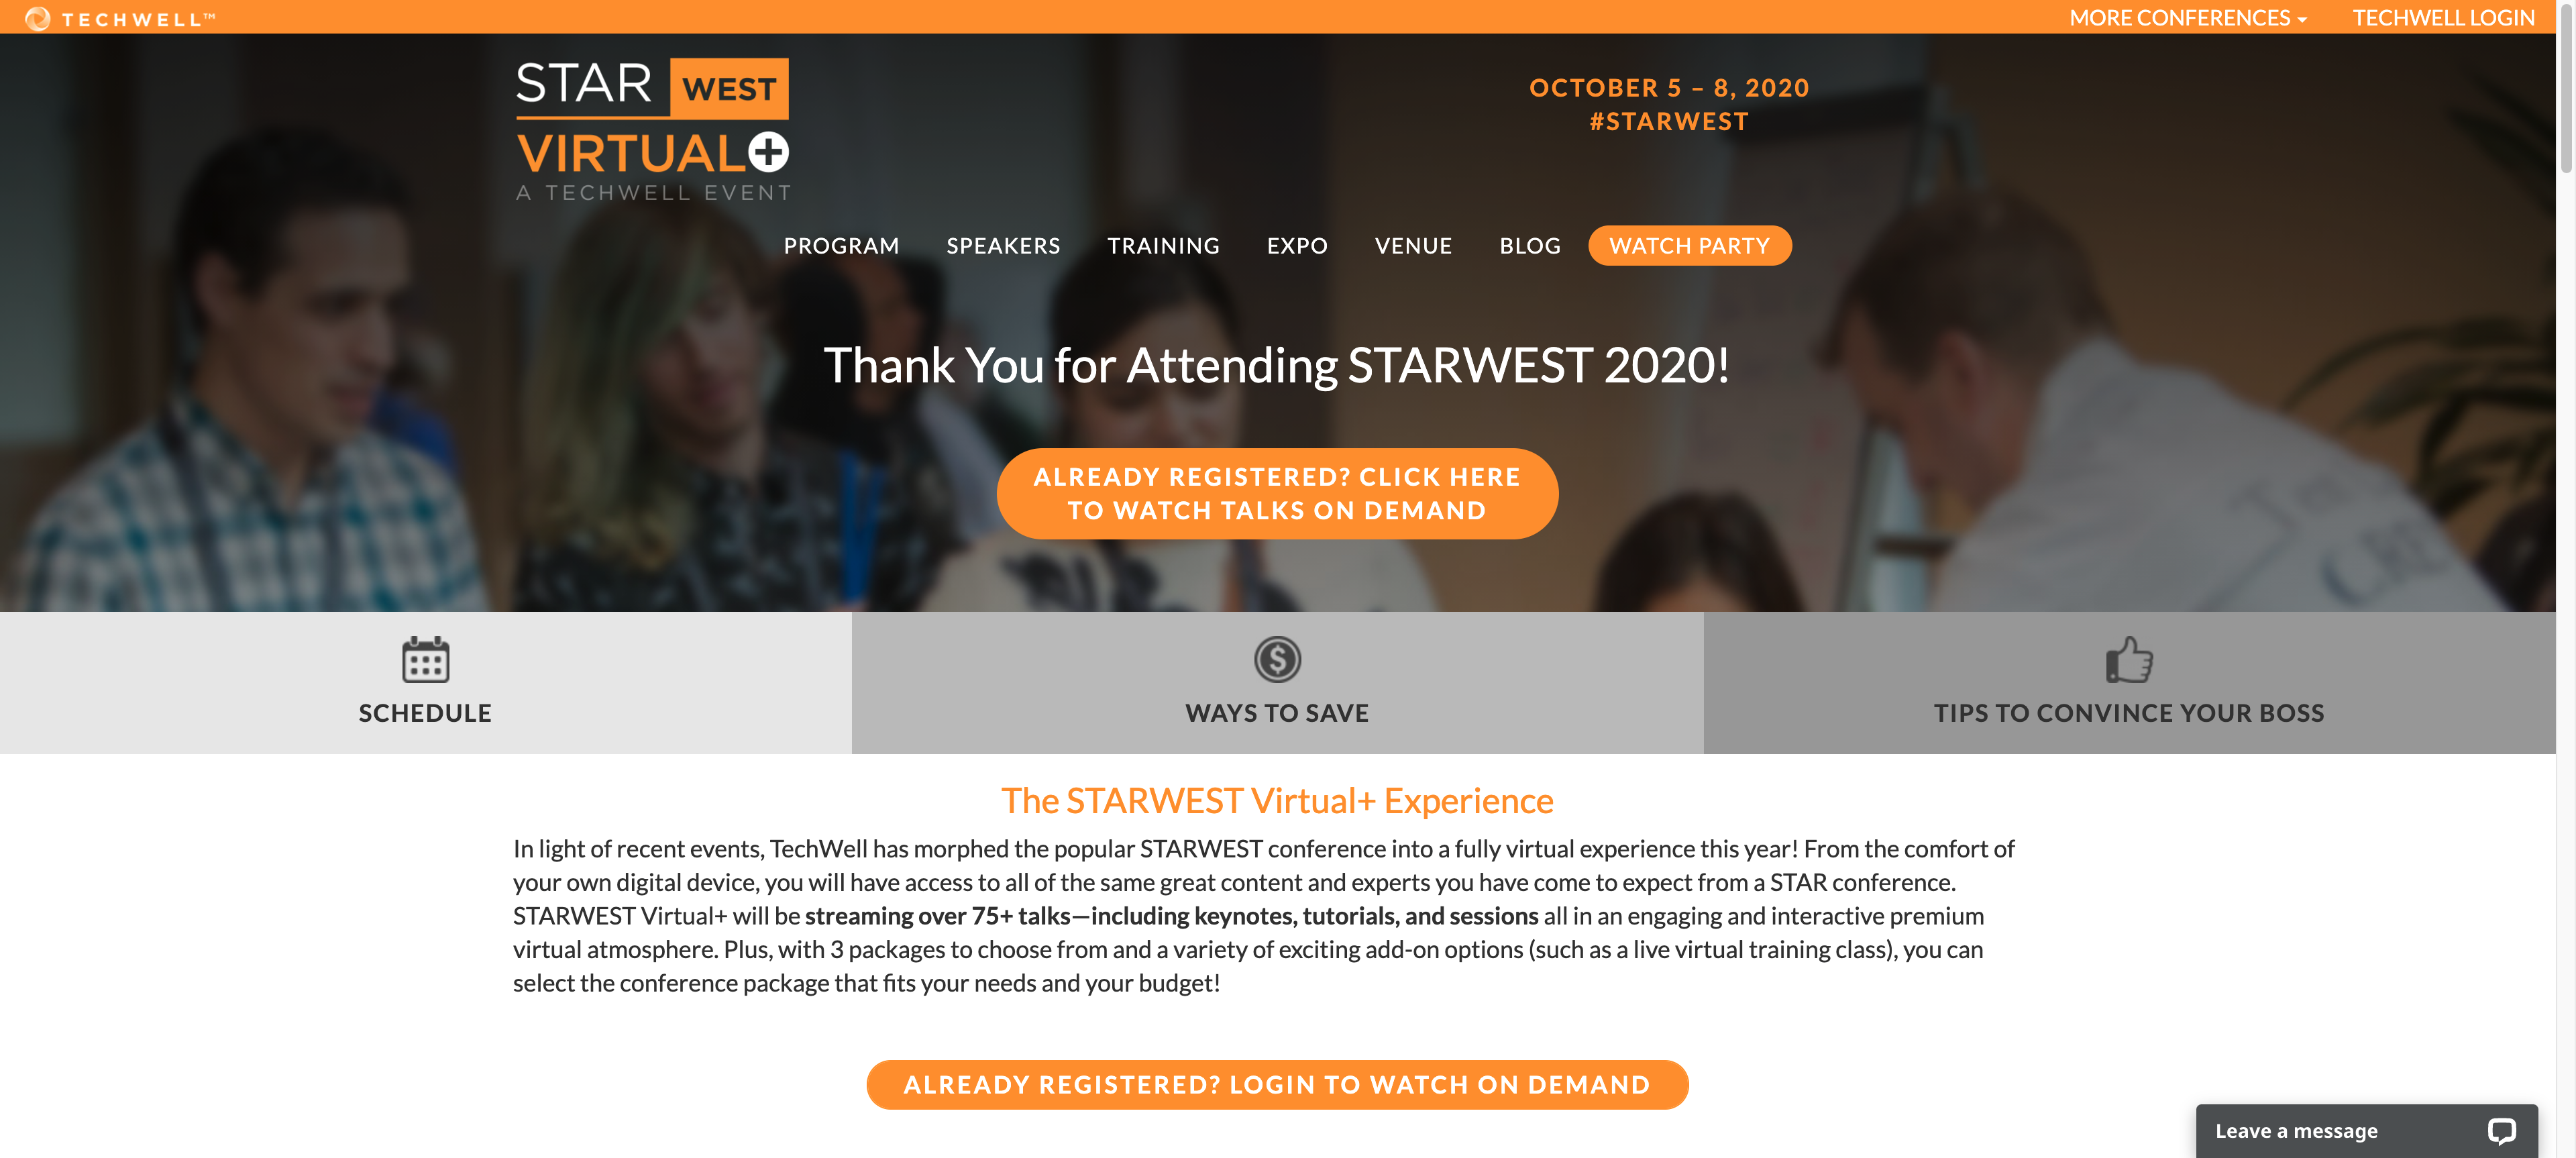 TECHWELL™
MORE CONFERENCES
TECHWELL LOGIN
STAR WEST
VIRTUAL+
A TECHWELL EVENT
OCTOBER 5 – 8, 2020
#STARWEST
PROGRAM
SPEAKERS
TRAINING
EXPO
VENUE
BLOG
WATCH PARTY
Thank You for Attending STARWEST 2020!
ALREADY REGISTERED? CLICK HERE
TO WATCH TALKS ON DEMAND
SCHEDULE
WAYS TO SAVE
TIPS TO CONVINCE YOUR BOSS
The STARWEST Virtual+ Experience
In light of recent events, TechWell has morphed the popular STARWEST conference into a fully virtual experience this year! From the comfort of
your own digital device, you will have access to all of the same great content and experts you have come to expect from a STAR conference.
STARWEST Virtual+ will be streaming over 75+ talks—including keynotes, tutorials, and sessions all in an engaging and interactive premium
virtual atmosphere. Plus, with 3 packages to choose from and a variety of exciting add-on options (such as a live virtual training class), you can
select the conference package that fits your needs and your budget!
ALREADY REGISTERED? LOGIN TO WATCH ON DEMAND
Leave a message